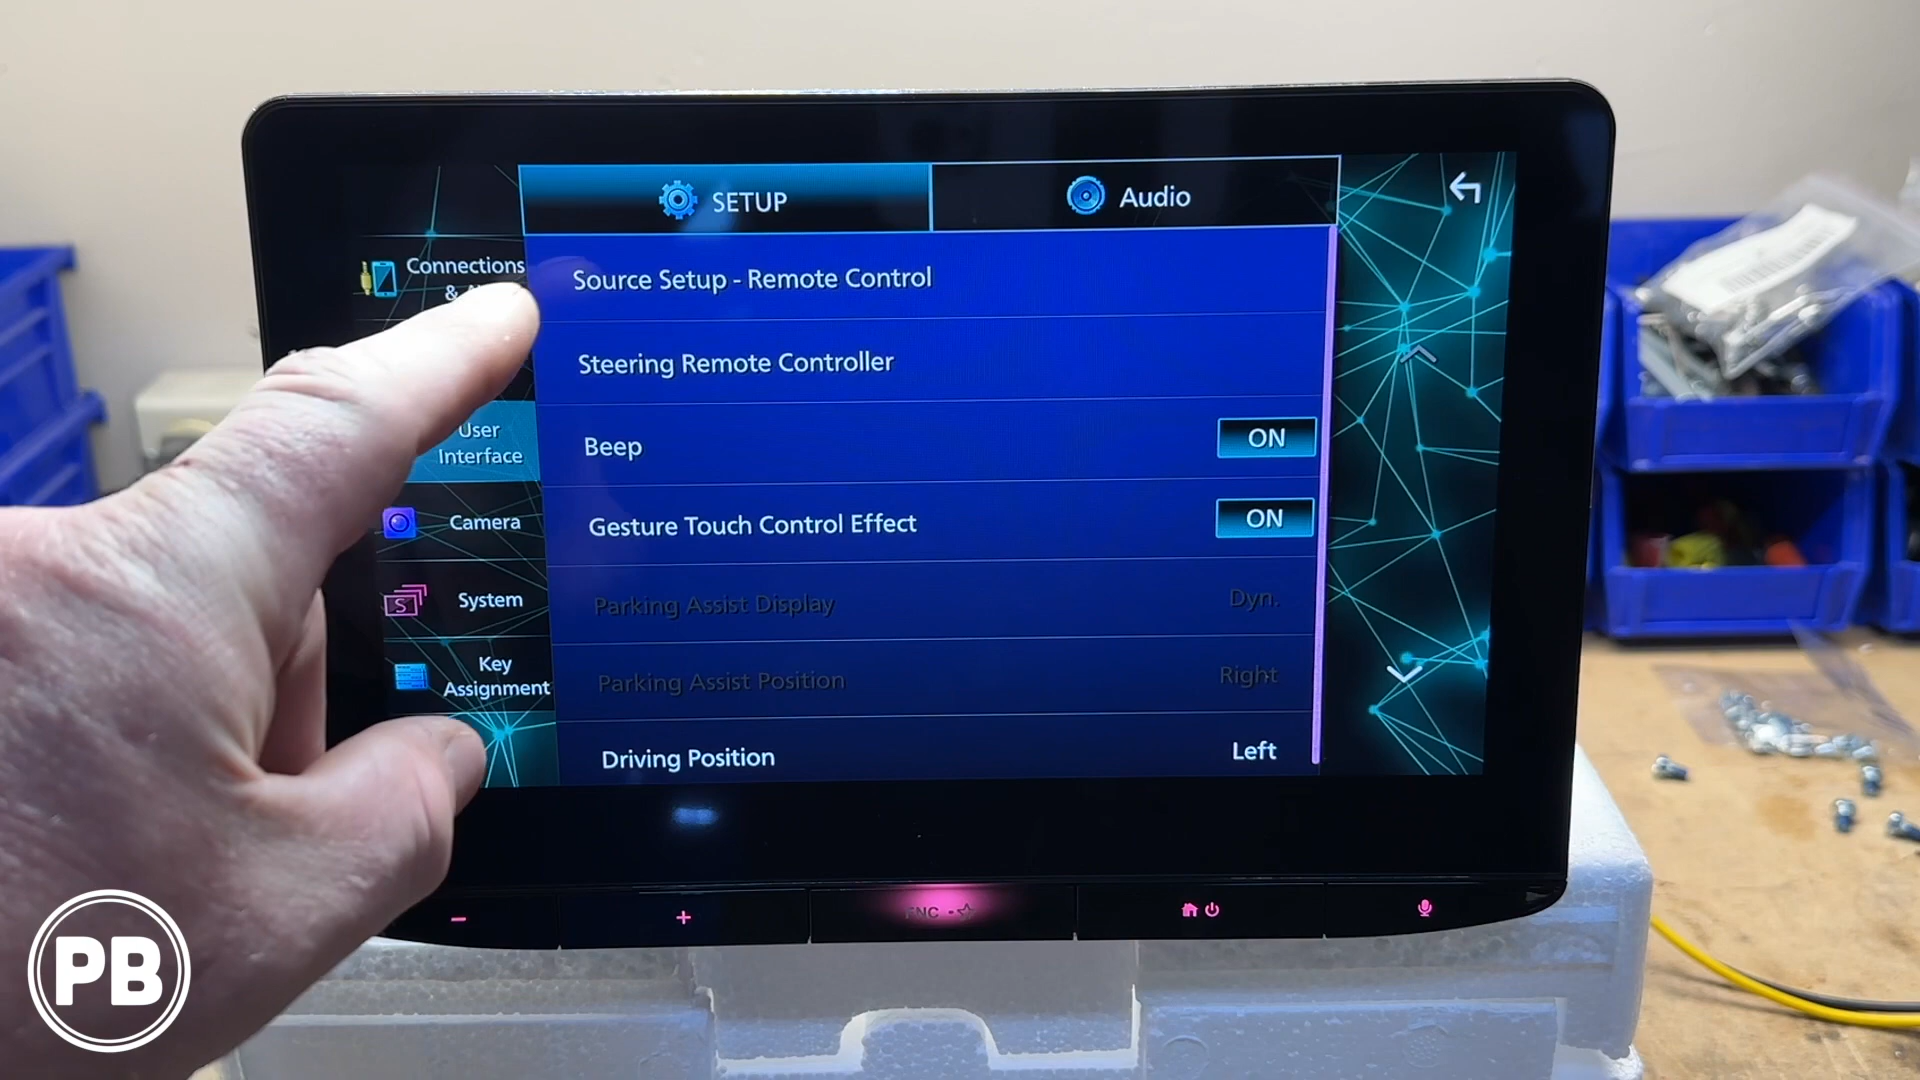 SETUP
Audio
Connections
&
User
Interface
Camera
S
System
Key
Assignment
Source Setup - Remote Control
Steering Remote Controller
Beep
ON
Gesture Touch Control Effect
ON
Parking Assist Display
Dyn.
Parking Assist Position
Right
Driving Position
Left
− + FNC -☆
PB